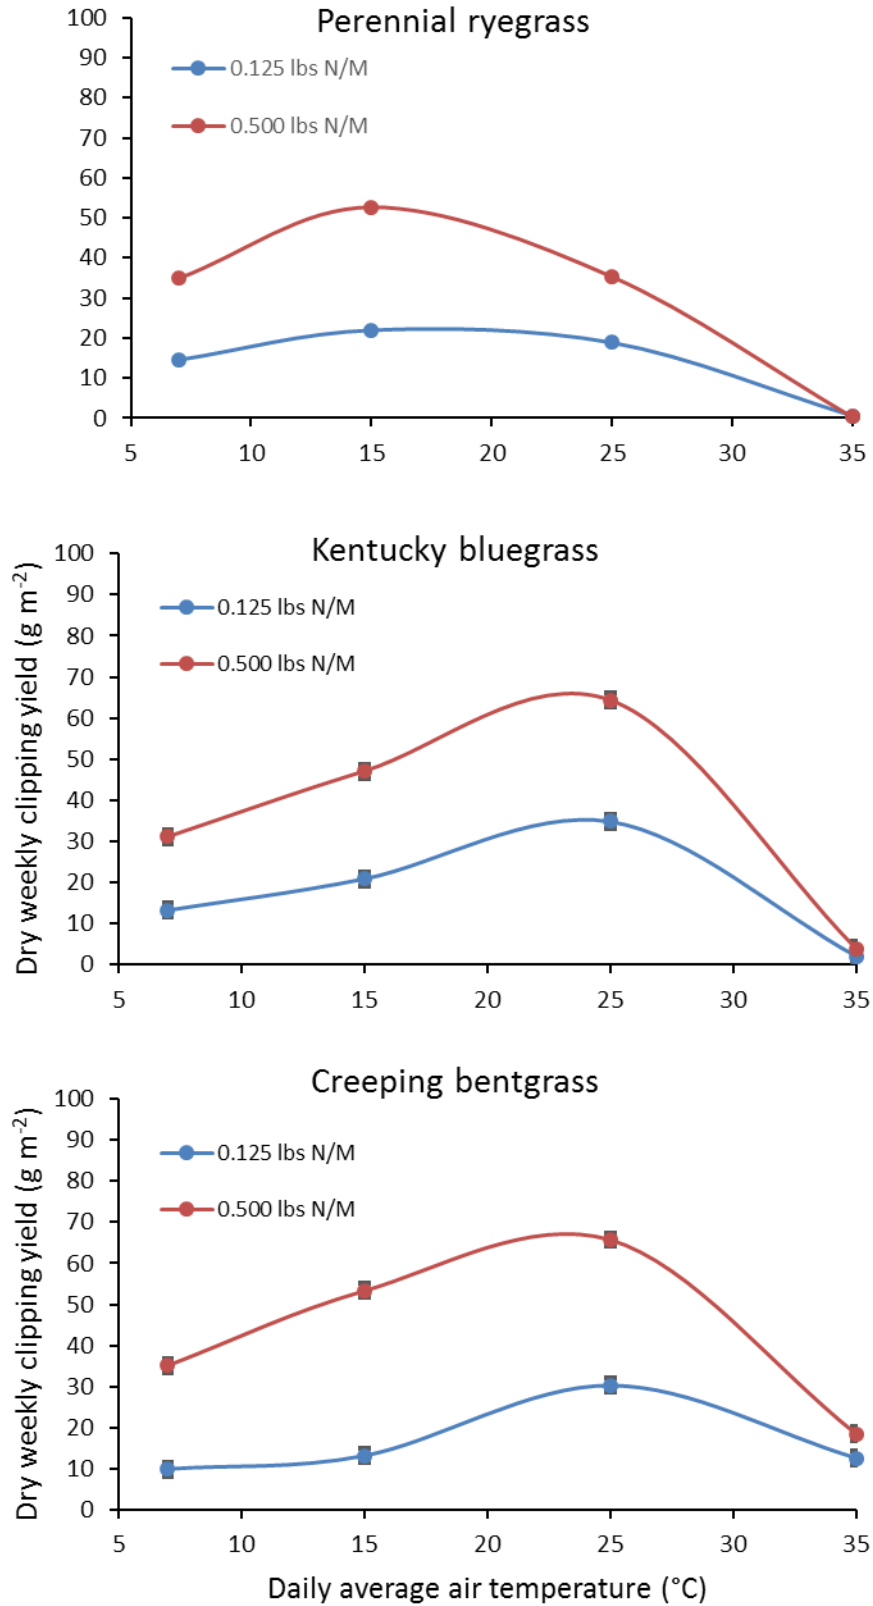 Perennial ryegrass
100
90
80
70
60
50
40
30
20
10
0
0.125 lbs N/M
0.500 lbs N/M
5 10 15 20 25 30 35
Kentucky bluegrass
Dry weekly clipping yield (g m-2)
100
90
80
70
60
50
40
30
20
10
0
0.125 lbs N/M
0.500 lbs N/M
5 10 15 20 25 30 35
Creeping bentgrass
Dry weekly clipping yield (g m-2)
100
90
80
70
60
50
40
30
20
10
0
0.125 lbs N/M
0.500 lbs N/M
5 10 15 20 25 30 35
Daily average air temperature (°C)